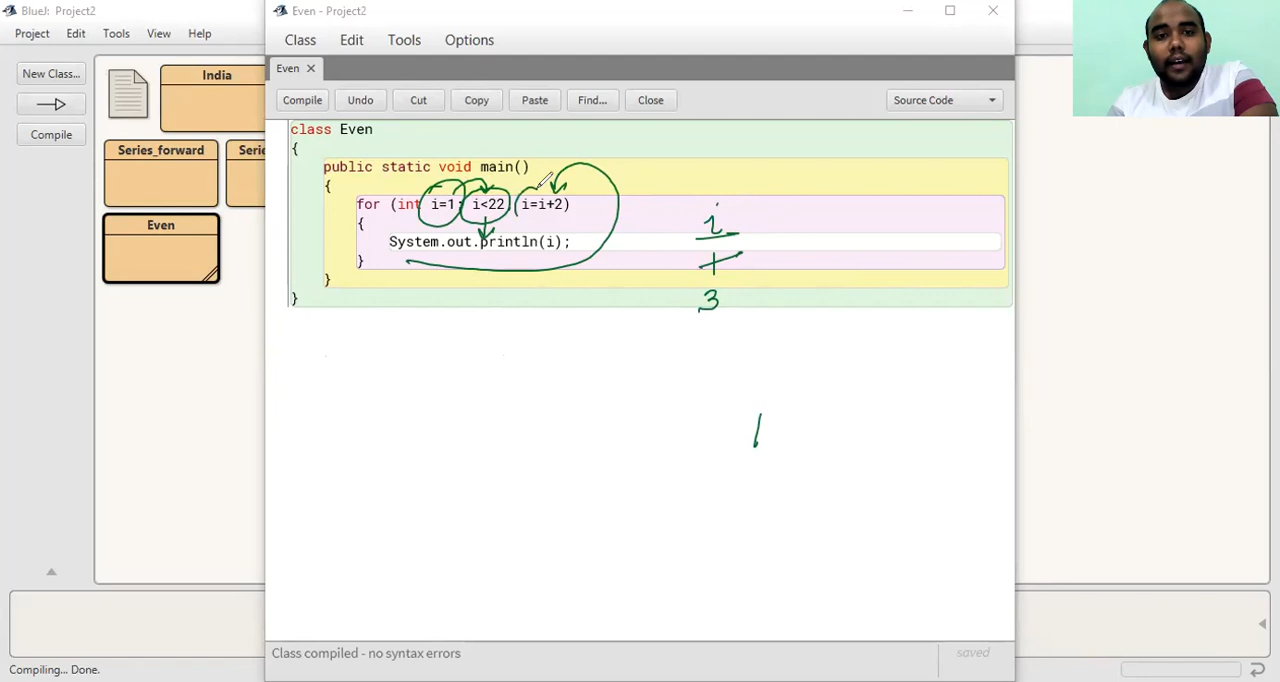 BlueJ: Project2
Project Edit Tools View Help
New Class...
Compile
India
Series_forward
Serie
Even
Even - Project2
Class Edit Tools Options
Even
Compile Undo Cut Copy Paste Find... Close Source Code
class Even
{
public static void main()
{
for (int i=1; i<22 i=i+2)
{
System.out.println(i);
}
}
}
i
1
3
1
Class compiled - no syntax errors
saved
Compiling... Done.